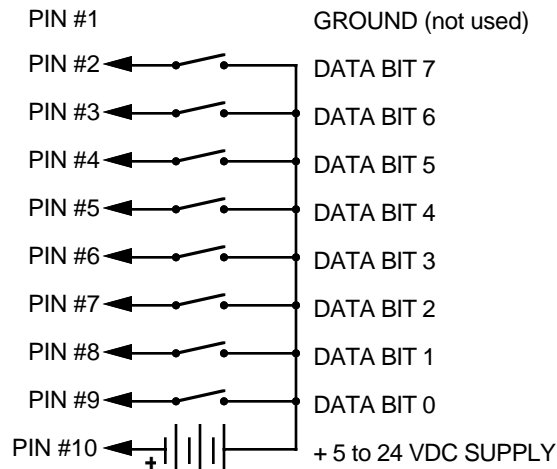 PIN #1 GROUND (not used)
PIN #2 DATA BIT 7
PIN #3 DATA BIT 6
PIN #4 DATA BIT 5
PIN #5 DATA BIT 4
PIN #6 DATA BIT 3
PIN #7 DATA BIT 2
PIN #8 DATA BIT 1
PIN #9 DATA BIT 0
PIN #10 + + 5 to 24 VDC SUPPLY